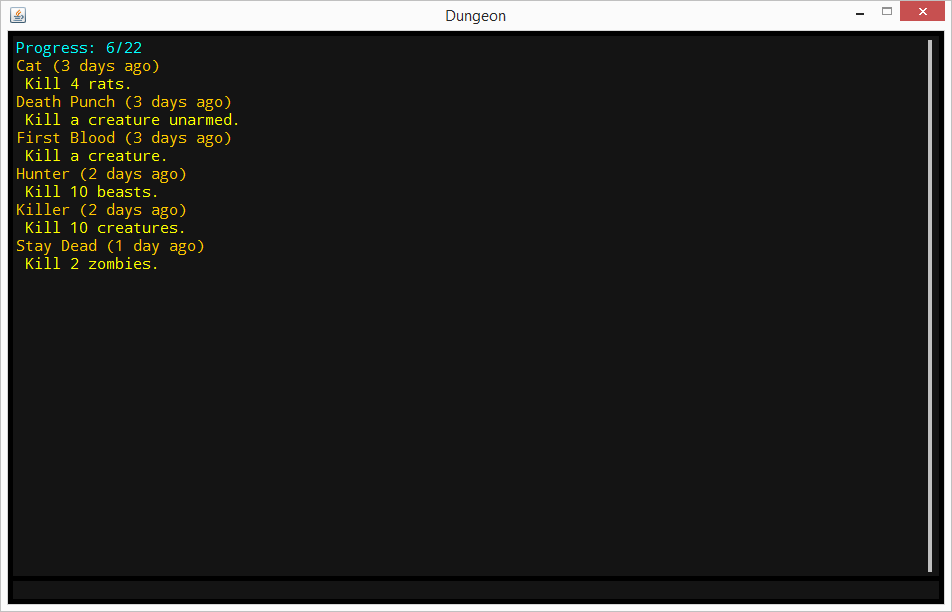 Dungeon
Progress: 6/22
Cat (3 days ago)
Kill 4 rats.
Death Punch (3 days ago)
Kill a creature unarmed.
First Blood (3 days ago)
Kill a creature.
Hunter (2 days ago)
Kill 10 beasts.
Killer (2 days ago)
Kill 10 creatures.
Stay Dead (1 day ago)
Kill 2 zombies.